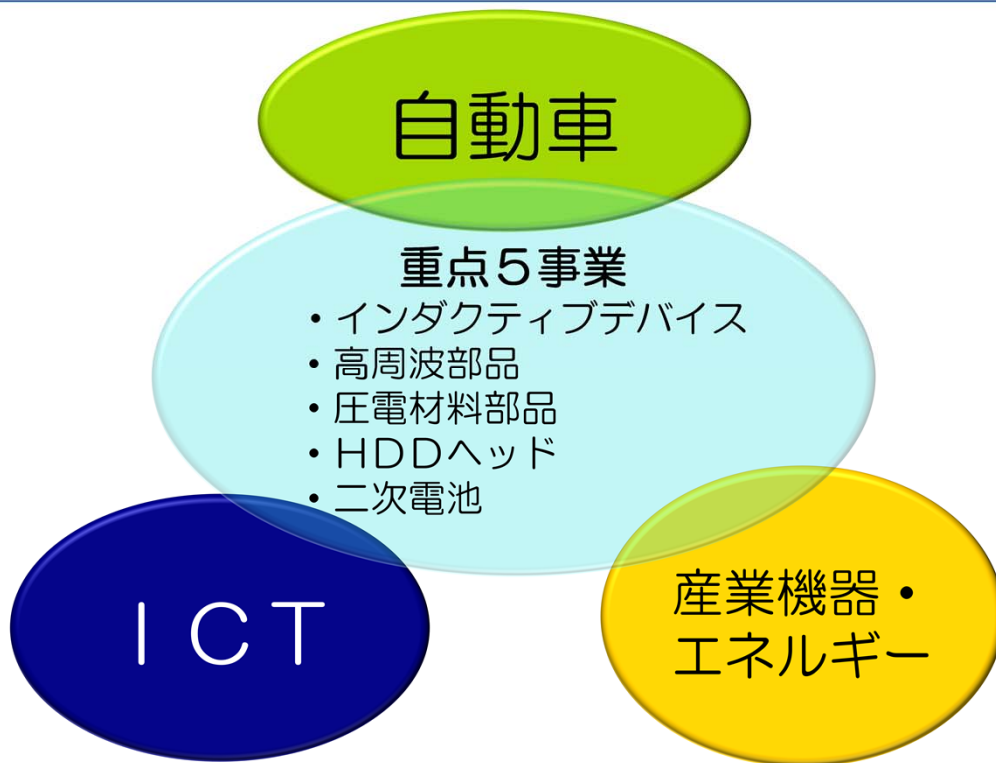 自動車
重点５事業
・インダクティブデバイス
・高周波部品
・圧電材料部品
・ＨＤＤヘッド
・二次電池
ＩＣＴ
産業機器・
エネルギー